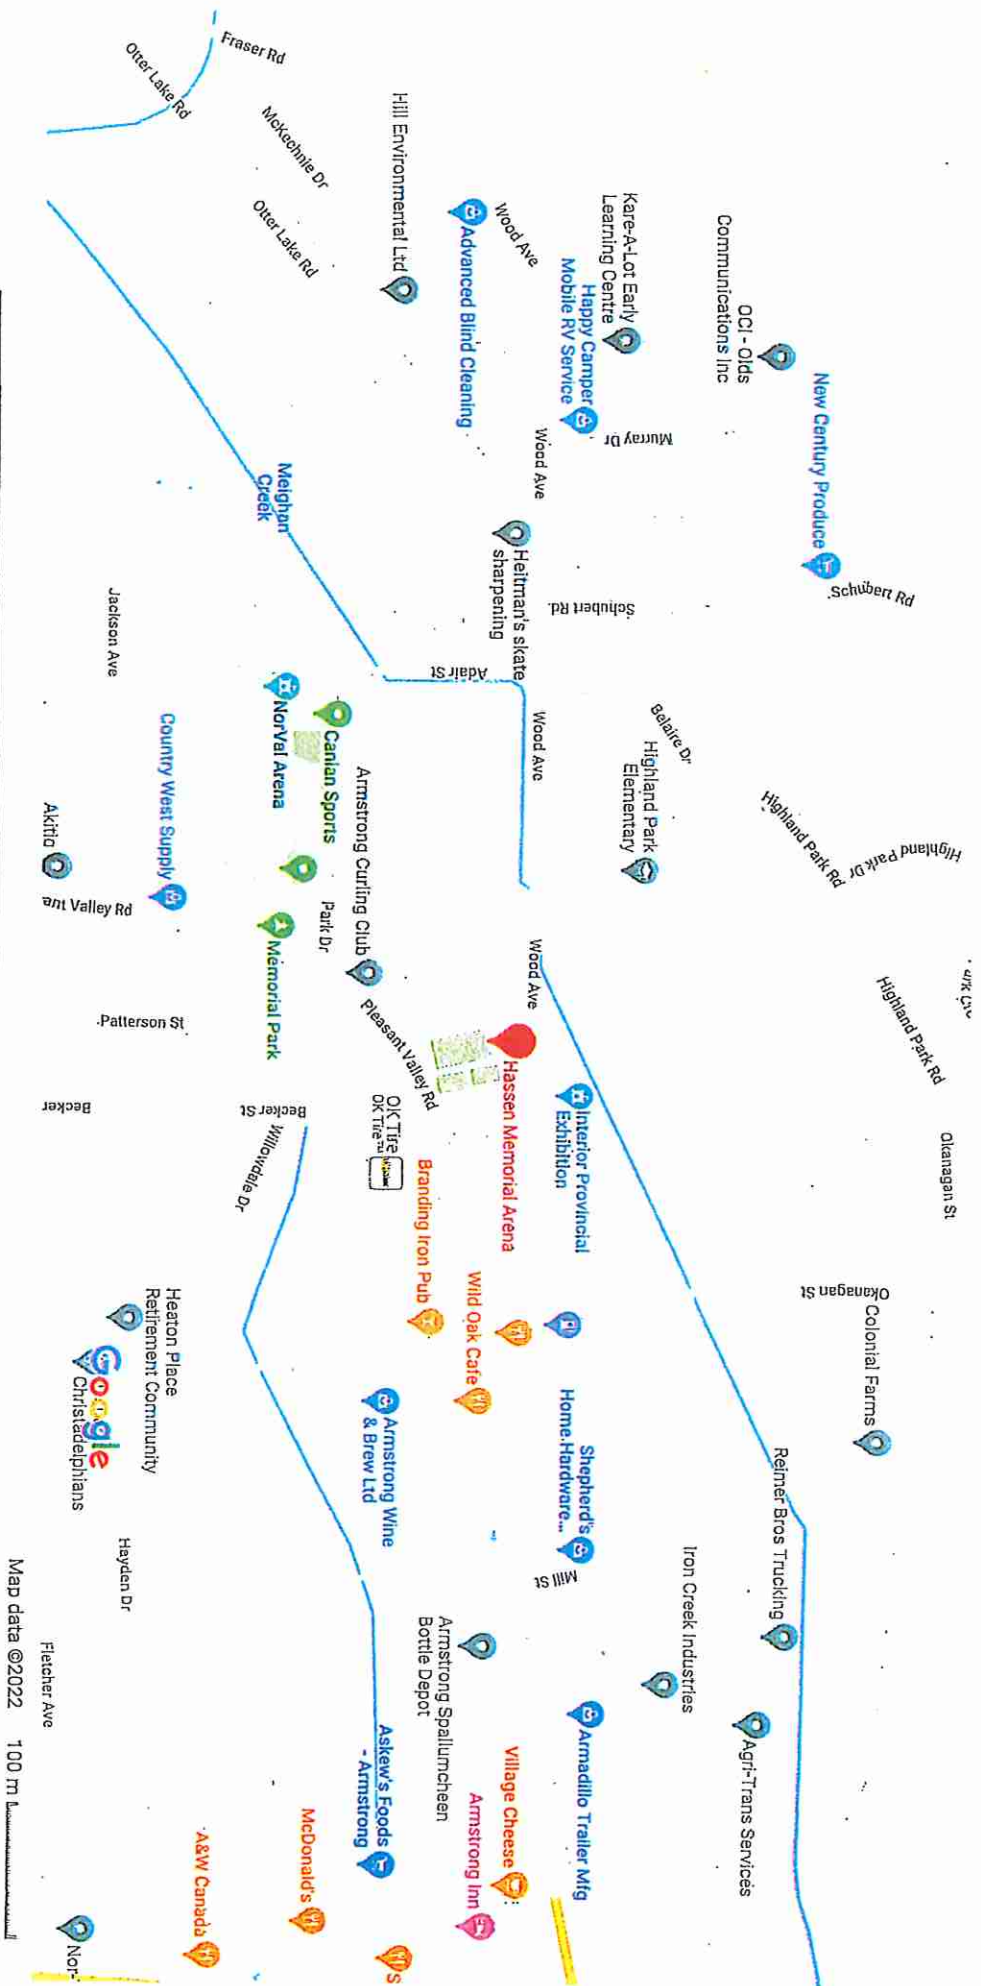 Fraser Rd
Otter Lake Rd
McKechnie Dr
Otter Lake Rd
Hill Environmental Ltd
Wood Ave
Advanced Blind Cleaning
Kare-A-Lot Early
Learning Centre
Happy Camper
Mobile RV Service
OCI - Olds
Communications Inc
New Century Produce
Murray Dr
Wood Ave
Schubert Rd
Schubert Rd
Heitman's skate
sharpening
Meighan
Creek
Adair St
Jackson Ave
Wood Ave
Belaire Dr
Highland Park
Elementary
Highland Park Rd
Highland Park Dr
NorVal Arena
Canlan Sports
Armstrong Curling Club
Country West Supply
Akitia
ant Valley Rd
Park Dr
Memorial Park
Patterson St
Pleasant Valley Rd
Wood Ave
Highland Park Rd
Hassen Memorial Arena
Interior Provincial
Exhibition
Okanagan St
Okanagan St
Becker
Becker St
Willowdale Dr
OK Tire
OK Tire
Branding Iron Pub
Wild Oak Cafe
Colonial Farms
Heaton Place
Retirement Community
Google
Christadelphians
Armstrong Wine
& Brew Ltd
Shepherd's
Home Hardware...
Mill St
Reimer Bros Trucking
Iron Creek Industries
Hayden Dr
Fletcher Ave
Armstrong Spallumcheen
Bottle Depot
Armadillo Trailer Mfg
Agri-Trans Services
Village Cheese
Armstrong Inn
Askew's Foods
- Armstrong
McDonald's
A&W Canada
S
Nor-
Map data ©2022
100 m